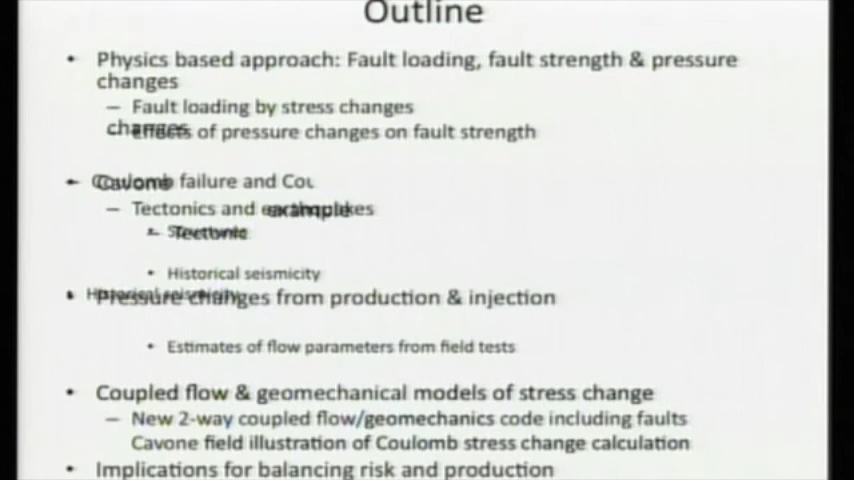 Outline
• Physics based approach: Fault loading, fault strength & pressure
changes
– Fault loading by stress changes
changes of pressure changes on fault strength
– failure and
– Tectonics and
Tectonic
• Historical seismicity
• Pressure changes from production & injection
• Estimates of flow parameters from field tests
• Coupled flow & geomechanical models of stress change
– New 2-way coupled flow/geomechanics code including faults
Cavone field illustration of Coulomb stress change calculation
• Implications for balancing risk and production